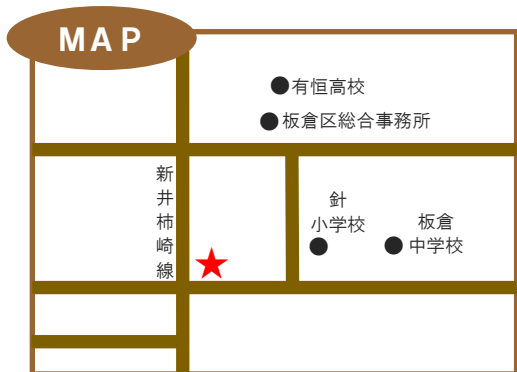 MAP
有恒高校
板倉区総合事務所
新井柿崎線
針
小学校
板倉
中学校